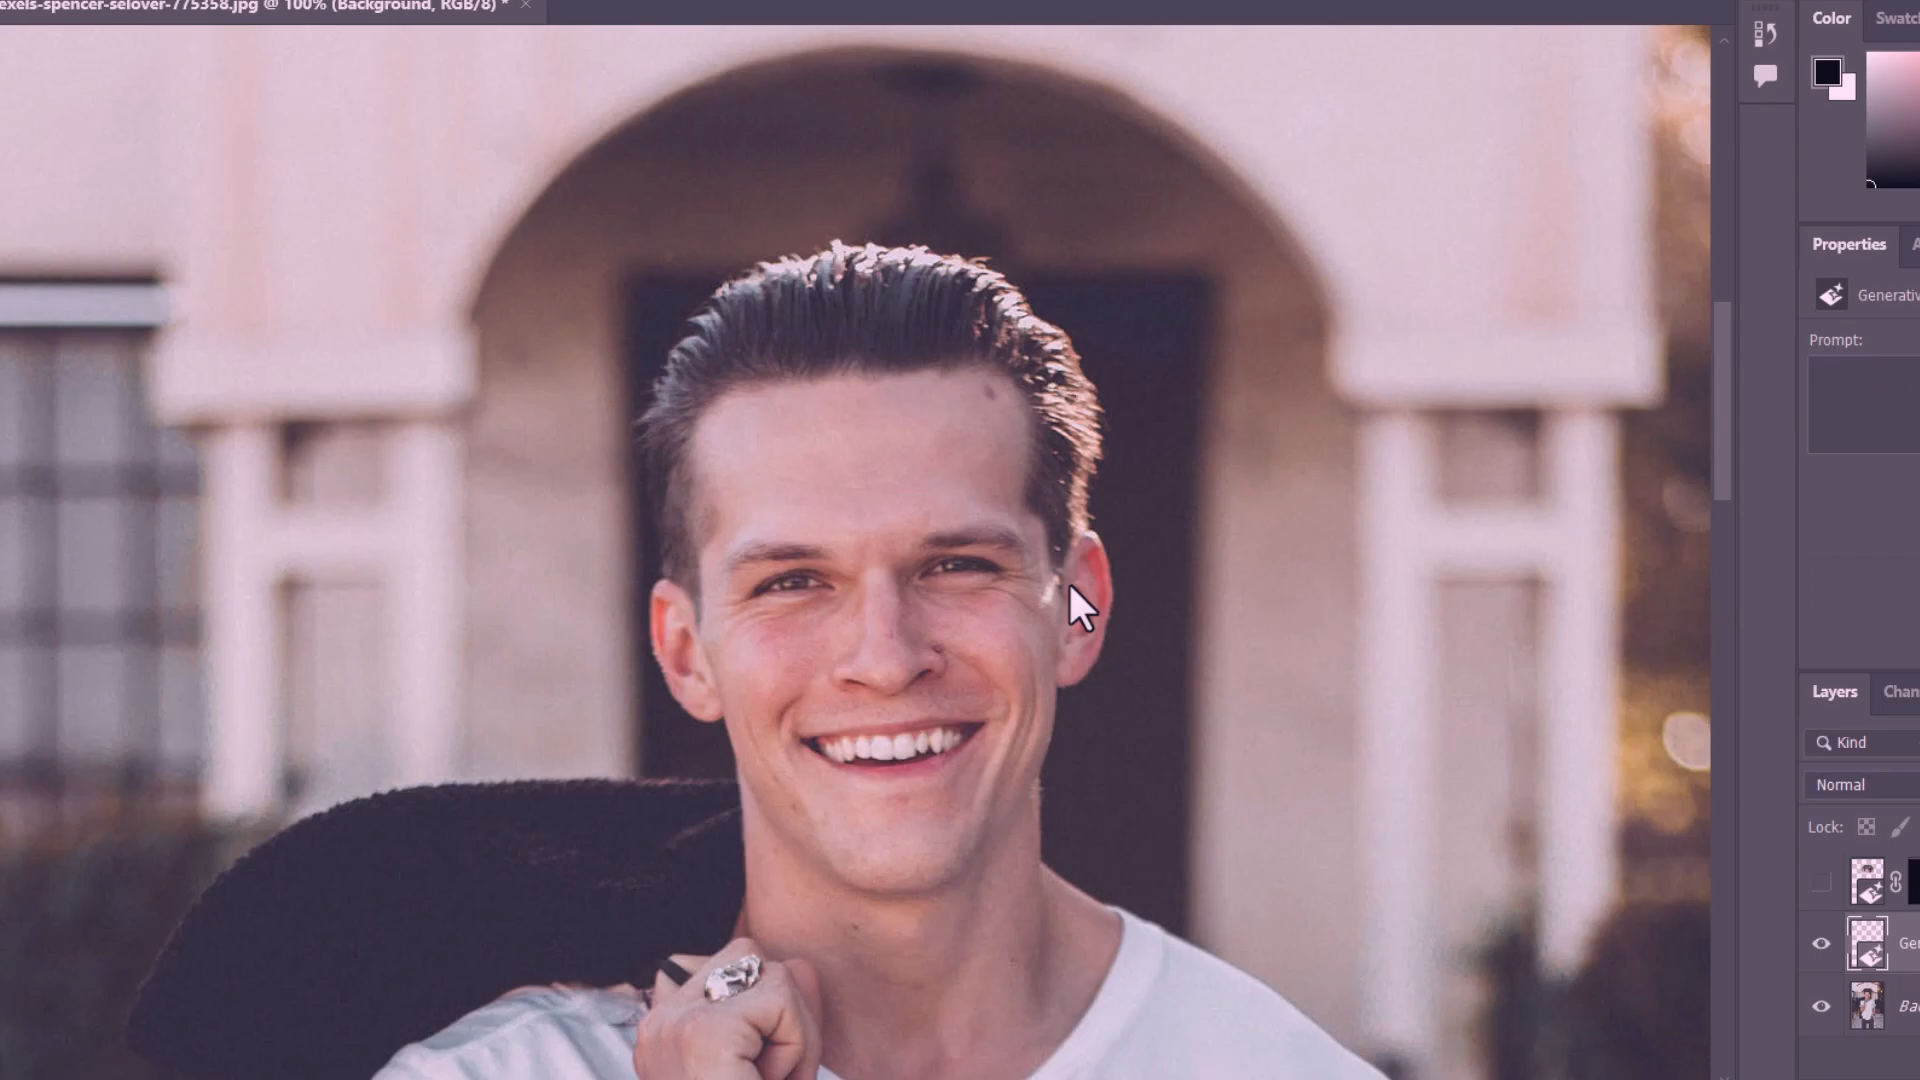 exels-spencer-selover-775358.jpg @ 100% (Background, RGB/8) *
Color
Swatc
Properties
A
Generativ
Prompt:
Layers
Chan
Kind
Normal
Lock:
Ge
Ba